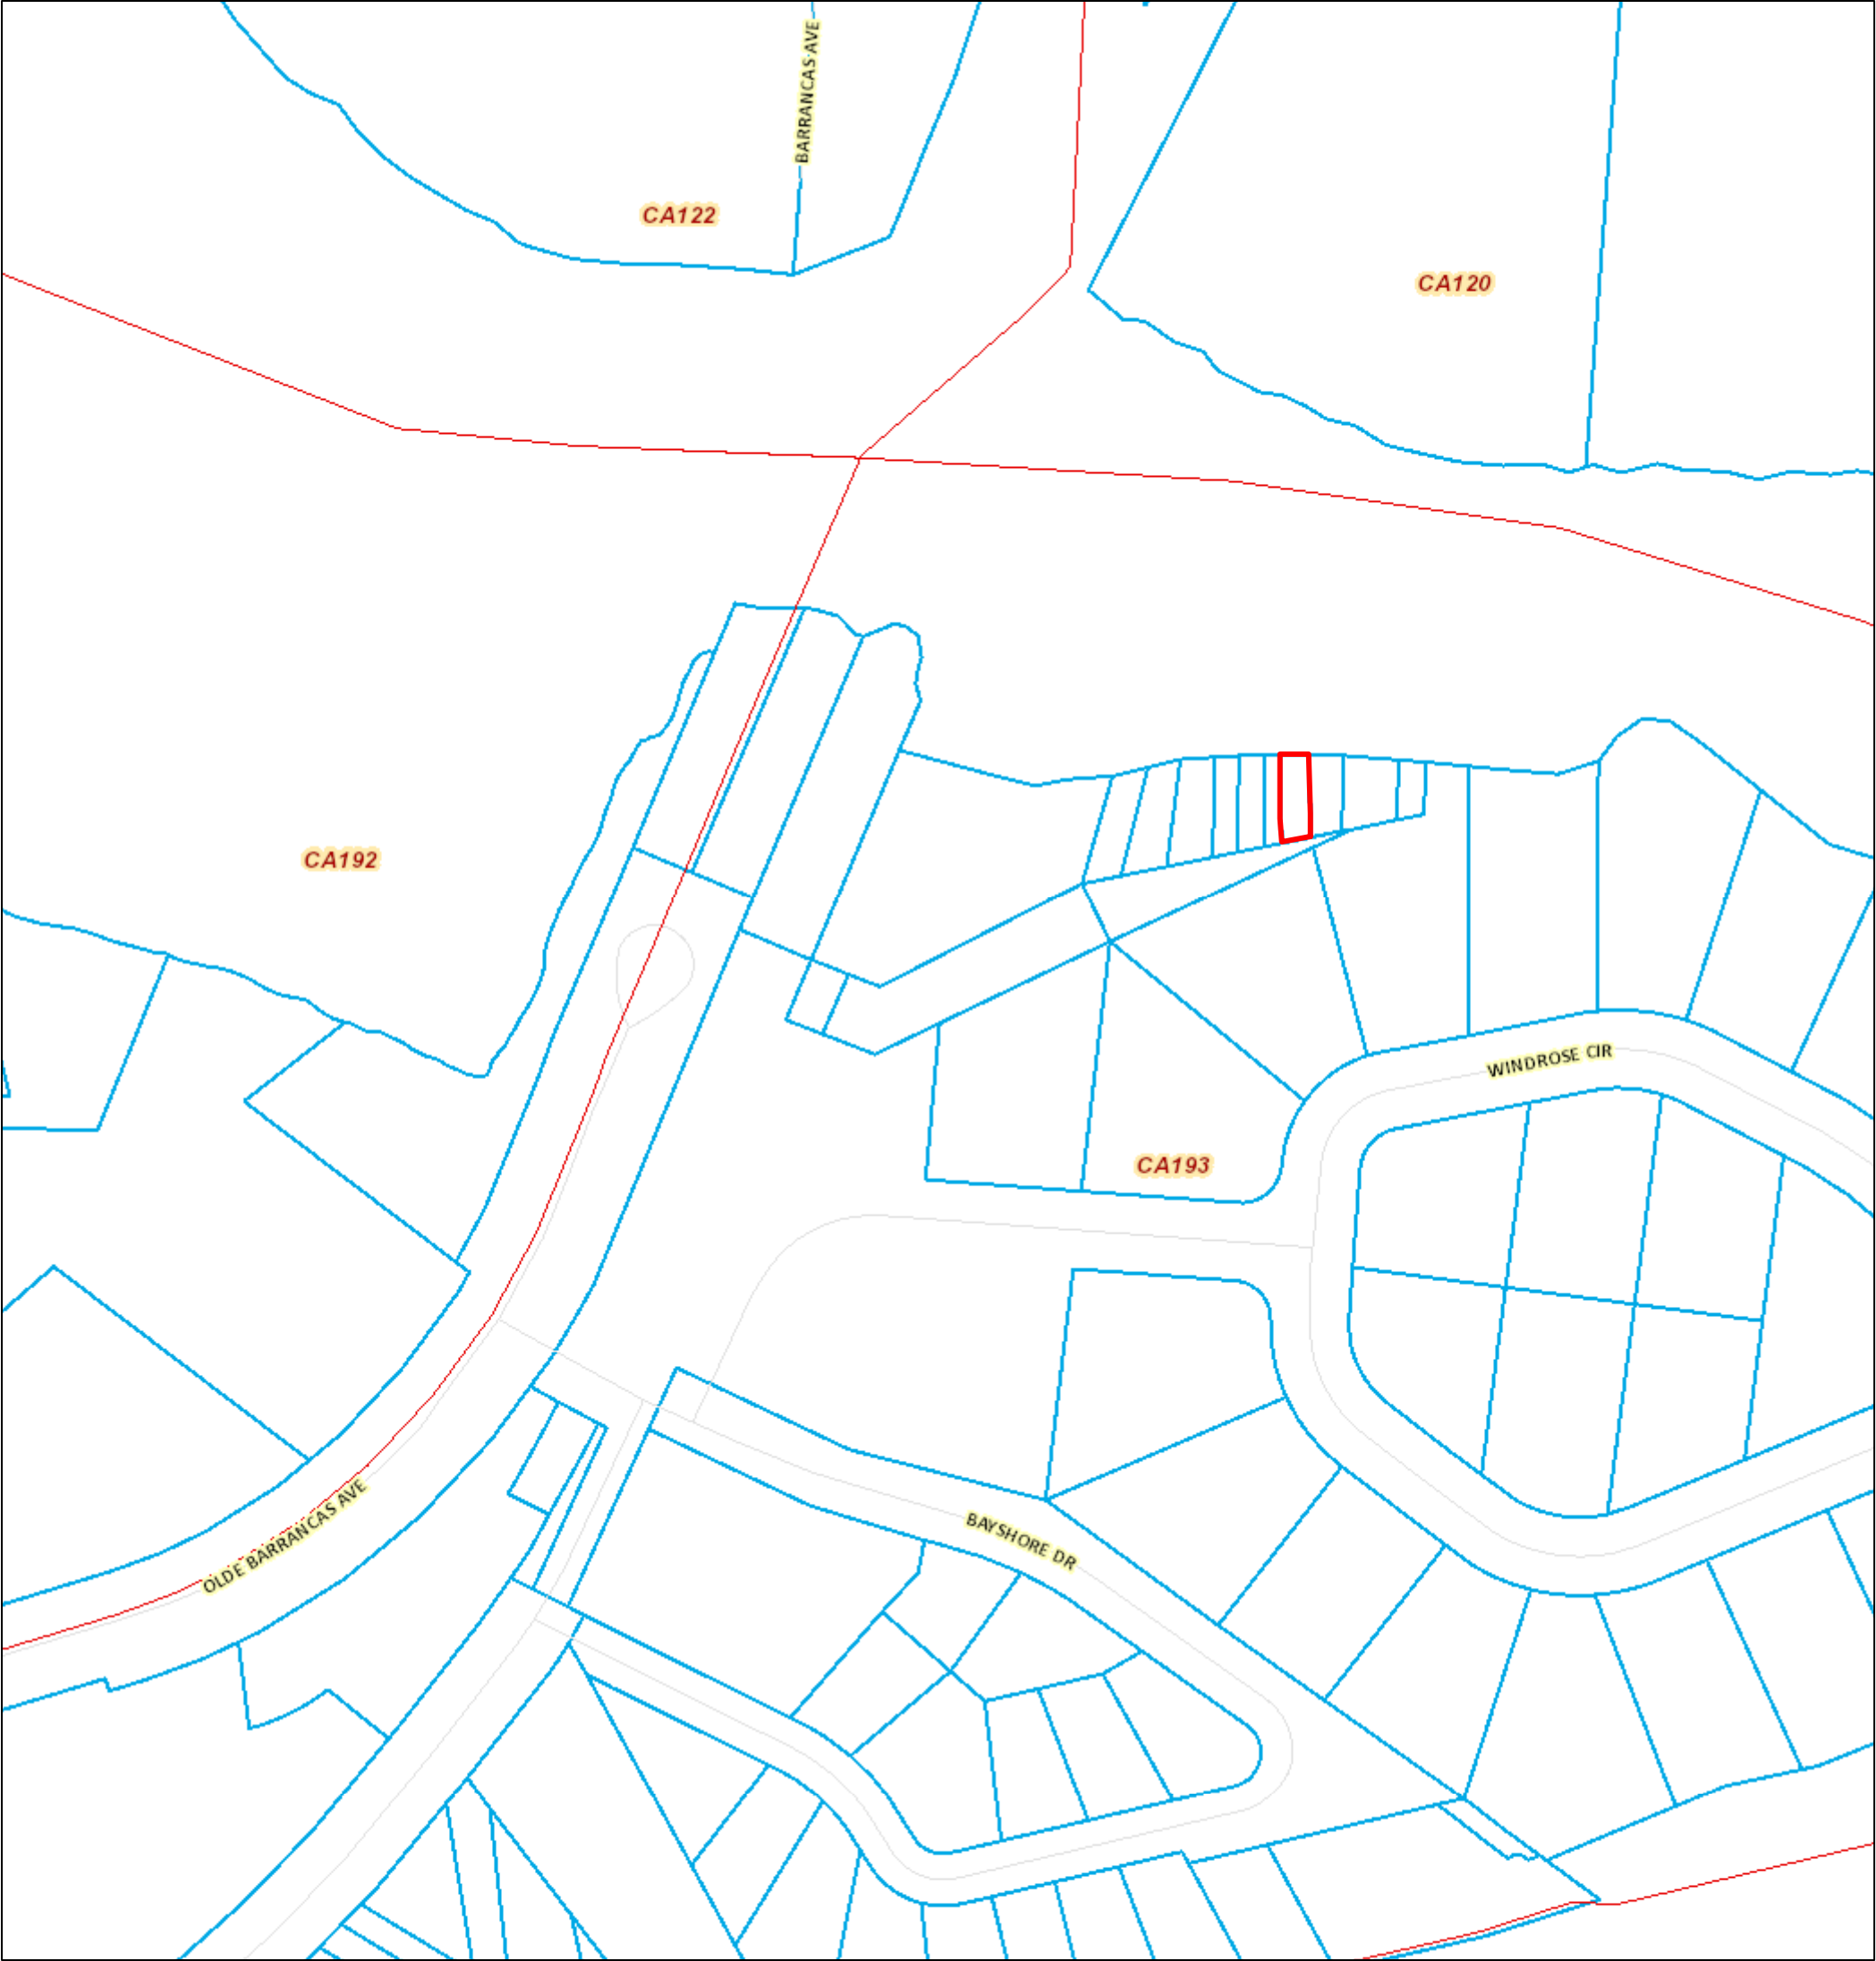 BARRANCAS AVE
CA122
CA120
CA192
WINDROSE CIR
CA193
OLDE BARRANCAS AVE
BAYSHORE DR